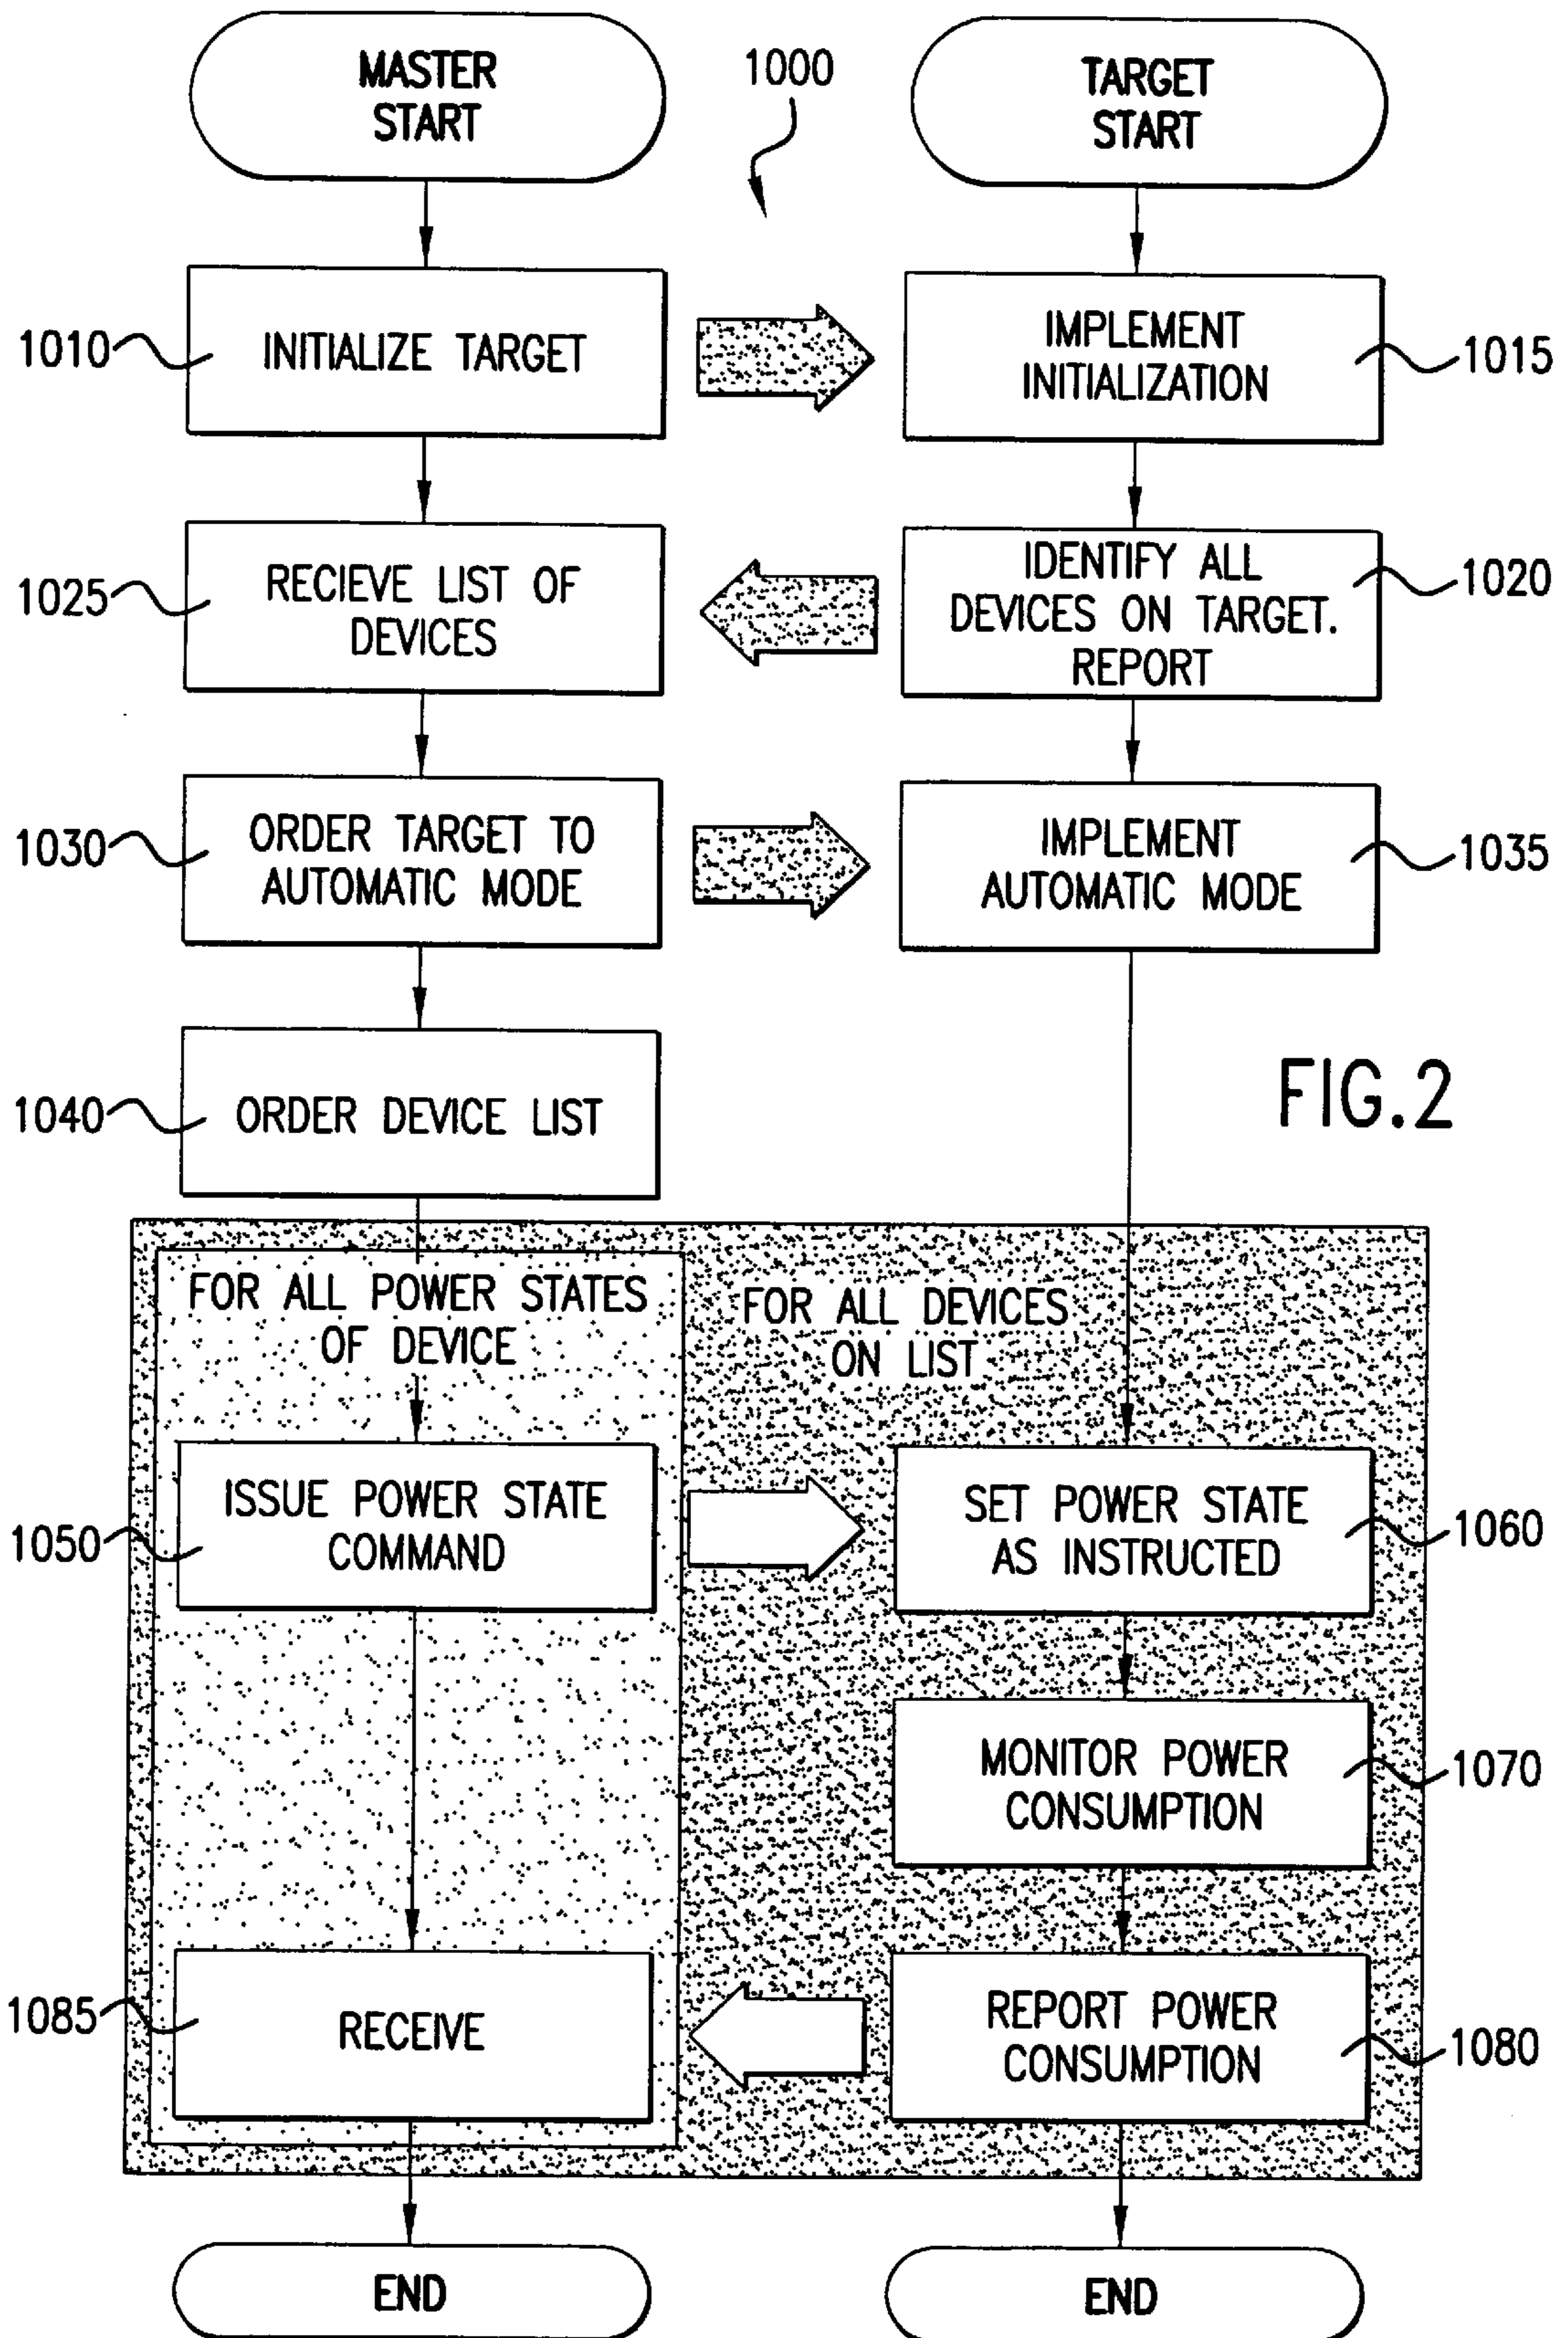 MASTER
START
1000
TARGET
START
1010
INITIALIZE TARGET
IMPLEMENT
INITIALIZATION
1015
1025
RECIEVE LIST OF
DEVICES
IDENTIFY ALL
DEVICES ON TARGET.
REPORT
1020
1030
ORDER TARGET TO
AUTOMATIC MODE
IMPLEMENT
AUTOMATIC MODE
1035
1040
ORDER DEVICE LIST
FIG.2
FOR ALL POWER STATES
OF DEVICE
FOR ALL DEVICES
ON LIST
1050
ISSUE POWER STATE
COMMAND
SET POWER STATE
AS INSTRUCTED
1060
MONITOR POWER
CONSUMPTION
1070
1085
RECEIVE
REPORT POWER
CONSUMPTION
1080
END
END